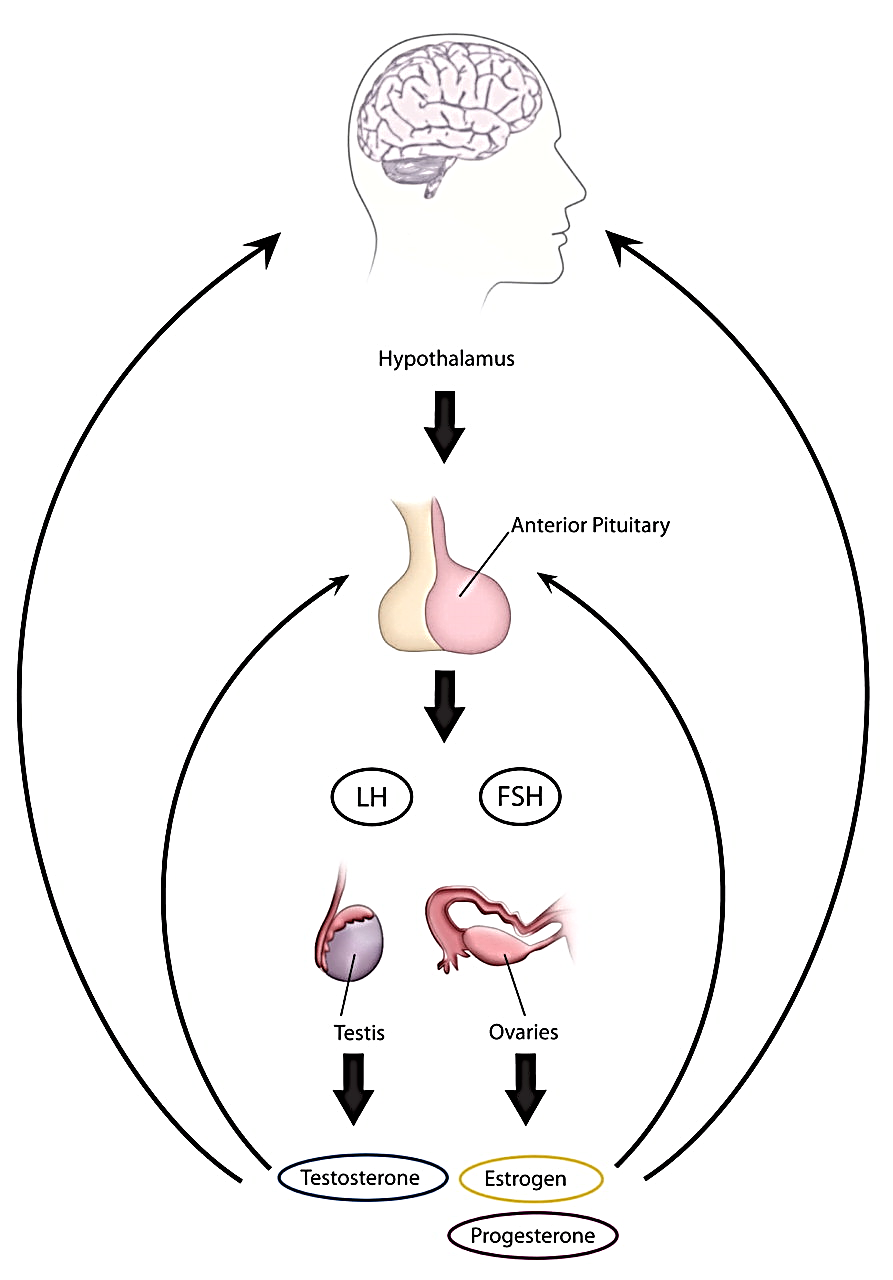 Hypothalamus
Anterior Pituitary
LH
FSH
Testis
Ovaries
Testosterone
Estrogen
Progesterone